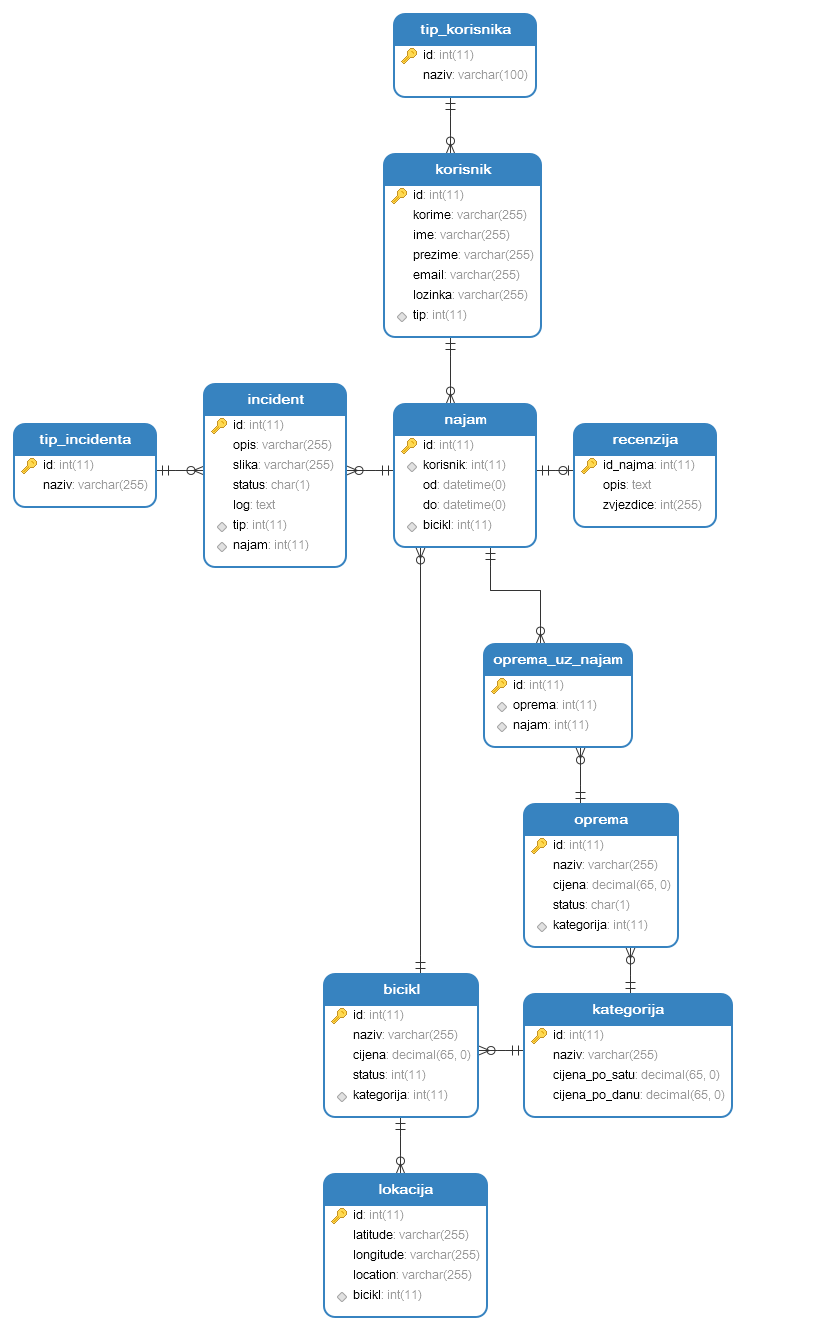 tip_korisnika
id: int(11)
naziv: varchar(100)
korisnik
id: int(11)
korime: varchar(255)
ime: varchar(255)
prezime: varchar(255)
email: varchar(255)
lozinka: varchar(255)
tip: int(11)
tip_incidenta
id: int(11)
naziv: varchar(255)
incident
id: int(11)
opis: varchar(255)
slika: varchar(255)
status: char(1)
log: text
tip: int(11)
najam: int(11)
najam
id: int(11)
korisnik: int(11)
od: datetime(0)
do: datetime(0)
bicikl: int(11)
recenzija
id_najma: int(11)
opis: text
zvjezdice: int(255)
oprema_uz_najam
id: int(11)
oprema: int(11)
najam: int(11)
oprema
id: int(11)
naziv: varchar(255)
cijena: decimal(65, 0)
status: char(1)
kategorija: int(11)
bicikl
id: int(11)
naziv: varchar(255)
cijena: decimal(65, 0)
status: int(11)
kategorija: int(11)
kategorija
id: int(11)
naziv: varchar(255)
cijena_po_satu: decimal(65, 0)
cijena_po_danu: decimal(65, 0)
lokacija
id: int(11)
latitude: varchar(255)
longitude: varchar(255)
location: varchar(255)
bicikl: int(11)